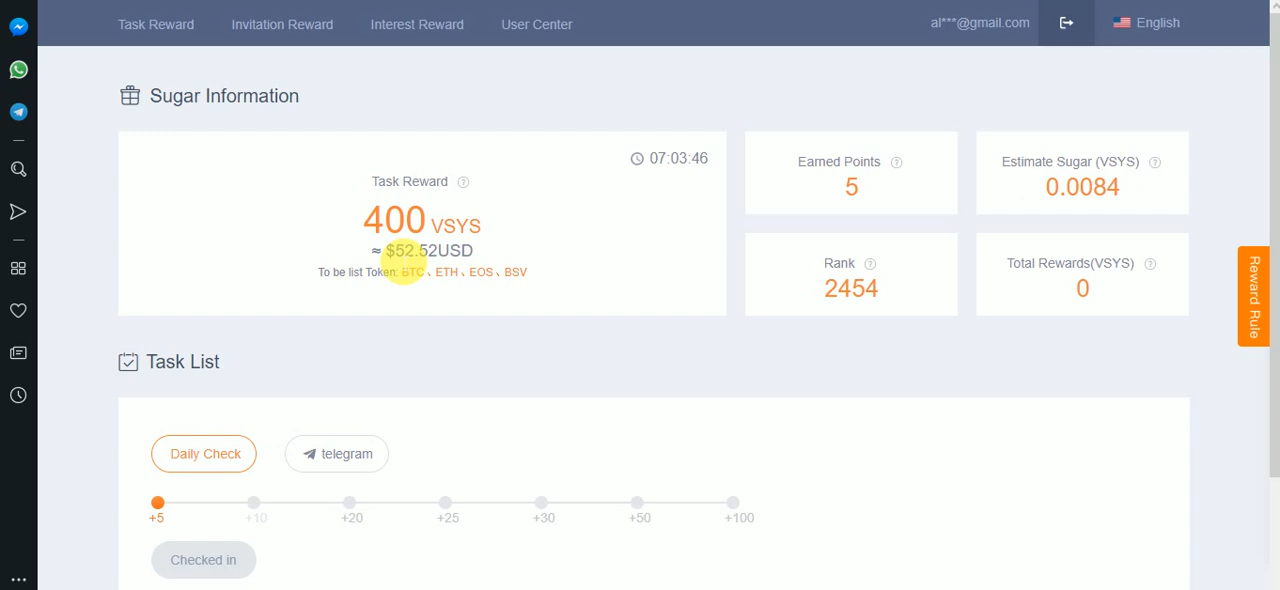 Task Reward Invitation Reward Interest Reward User Center al***@gmail.com English
Sugar Information
07:03:46
Task Reward ?
400 VSYS
≈ $52.52USD
To be list Token: BTC、ETH、EOS、BSV
Earned Points ?
5
Estimate Sugar (VSYS) ?
0.0084
Rank ?
2454
Total Rewards(VSYS) ?
0
Reward Rule
Task List
Daily Check telegram
+5 +10 +20 +25 +30 +50 +100
Checked in